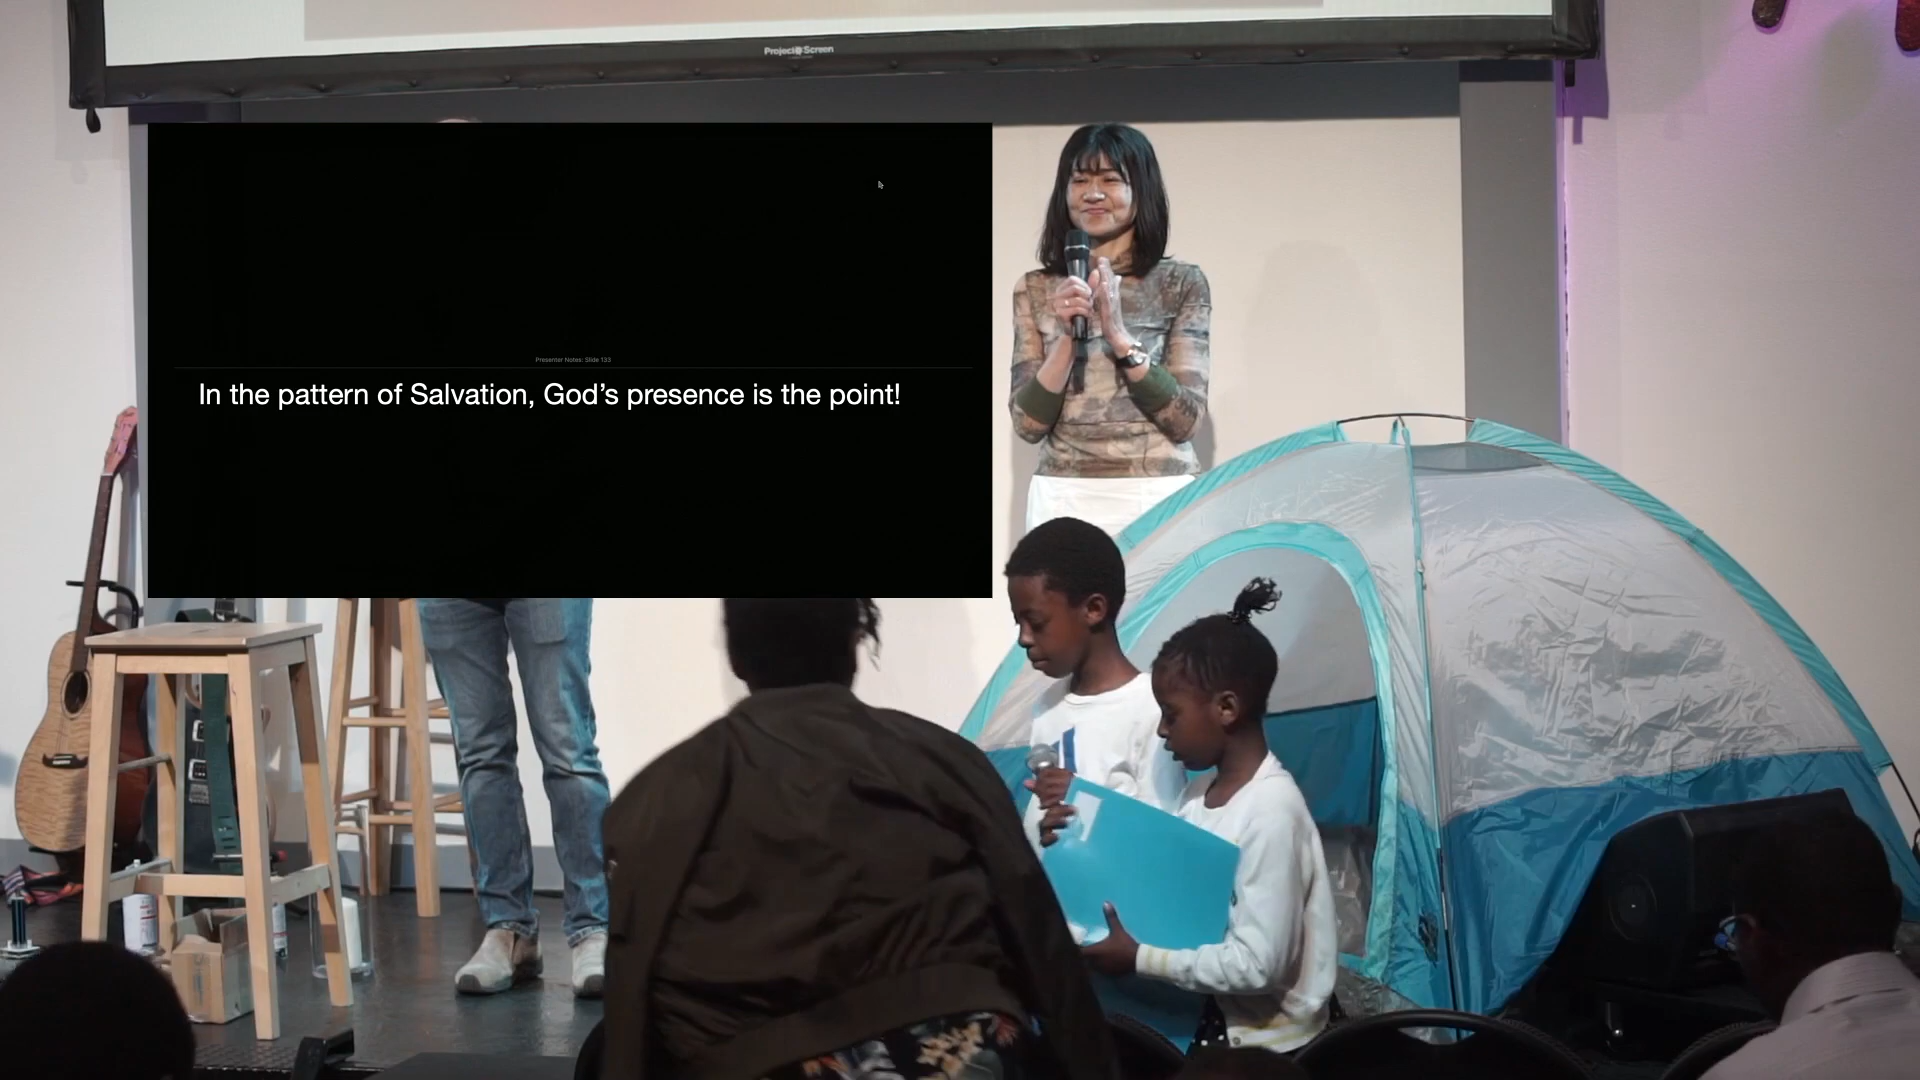 Project Screen
Presenter Notes: Slide 133
In the pattern of Salvation, God’s presence is the point!